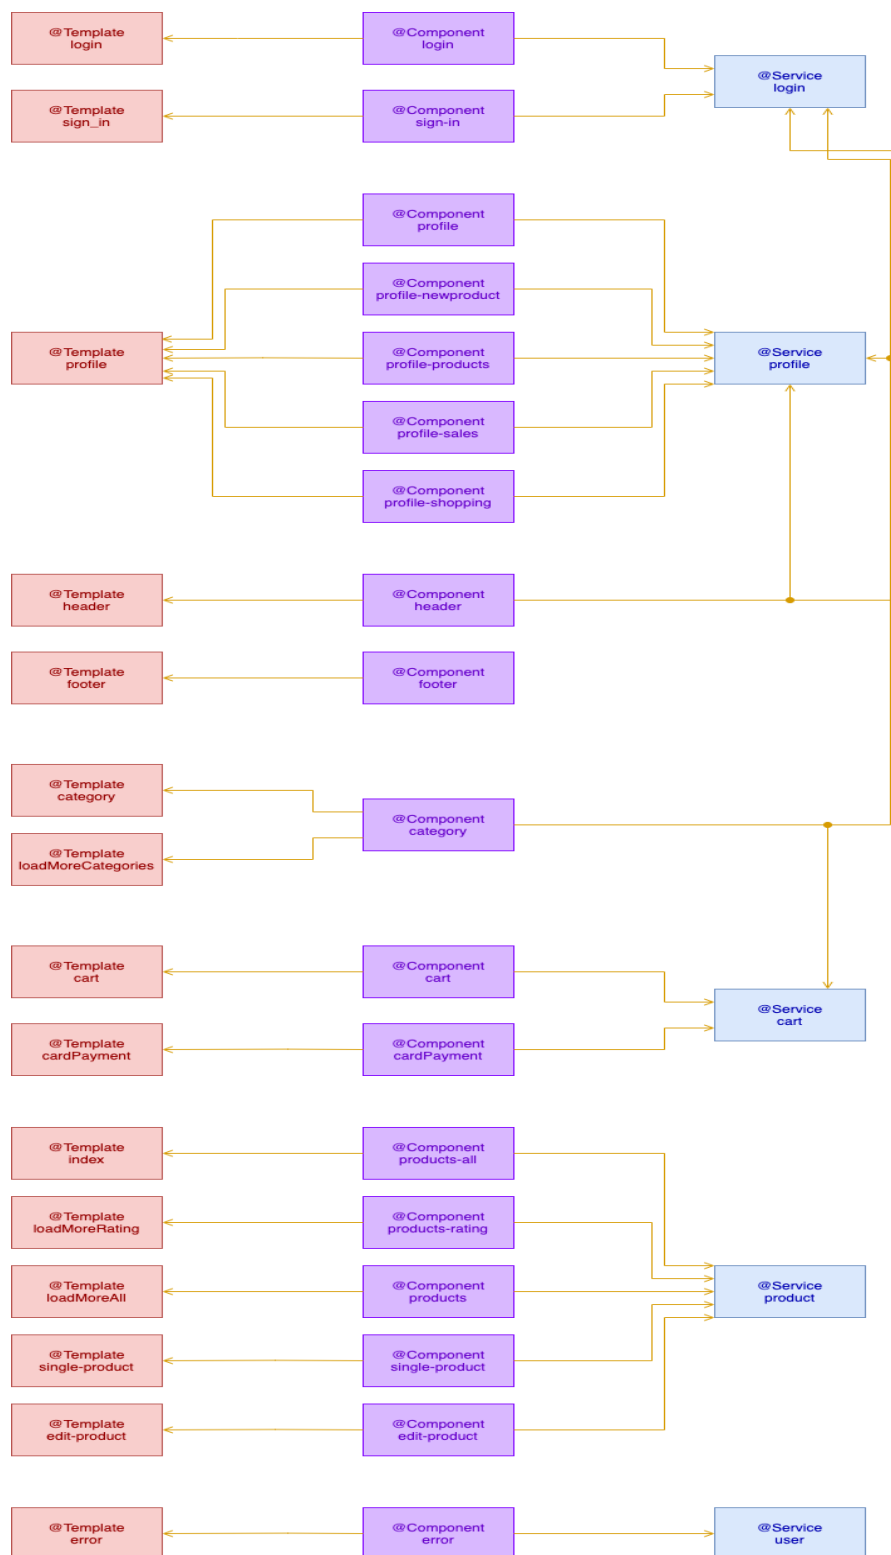 @Template
login
@Component
login
@Service
login
@Template
sign_in
@Component
sign-in
@Component
profile
@Component
profile-newproduct
@Template
profile
@Component
profile-products
@Service
profile
@Component
profile-sales
@Component
profile-shopping
@Template
header
@Component
header
@Template
footer
@Component
footer
@Template
category
@Component
category
@Template
loadMoreCategories
@Template
cart
@Component
cart
@Service
cart
@Template
cardPayment
@Component
cardPayment
@Template
index
@Component
products-all
@Template
loadMoreRating
@Component
products-rating
@Template
loadMoreAll
@Component
products
@Service
product
@Template
single-product
@Component
single-product
@Template
edit-product
@Component
edit-product
@Template
error
@Component
error
@Service
user